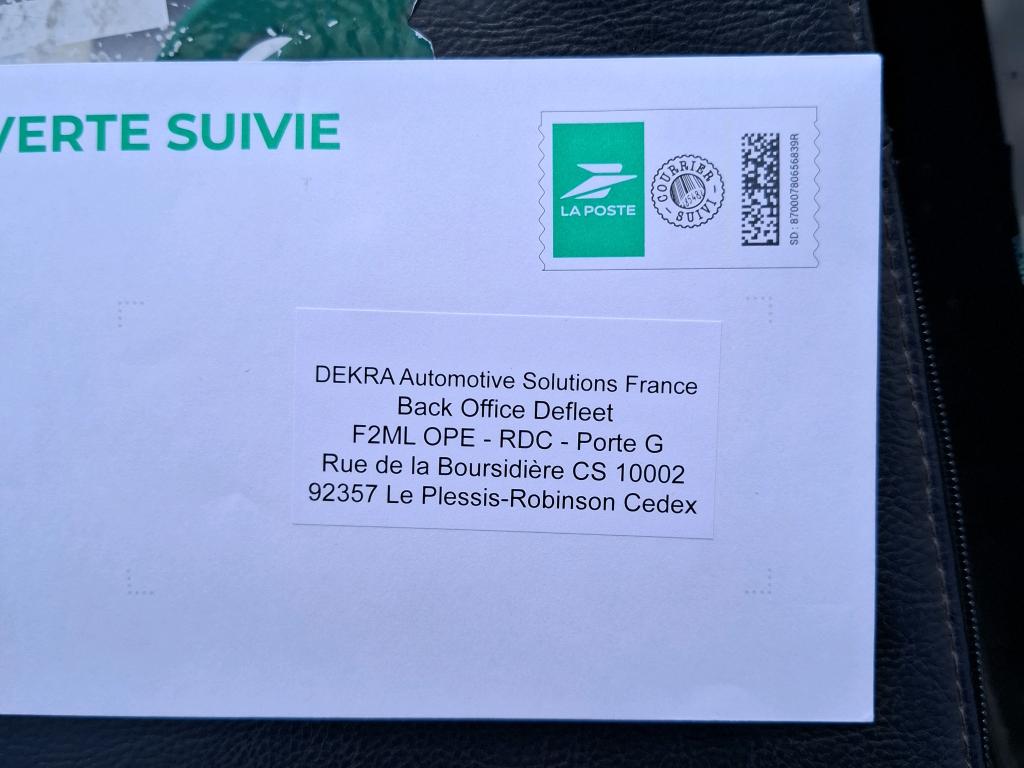 VERTE SUIVIE
LA POSTE
COURRIER
SUIVI
SD : 87000780656839R
DEKRA Automotive Solutions France
Back Office Defleet
F2ML OPE - RDC - Porte G
Rue de la Boursidière CS 10002
92357 Le Plessis-Robinson Cedex